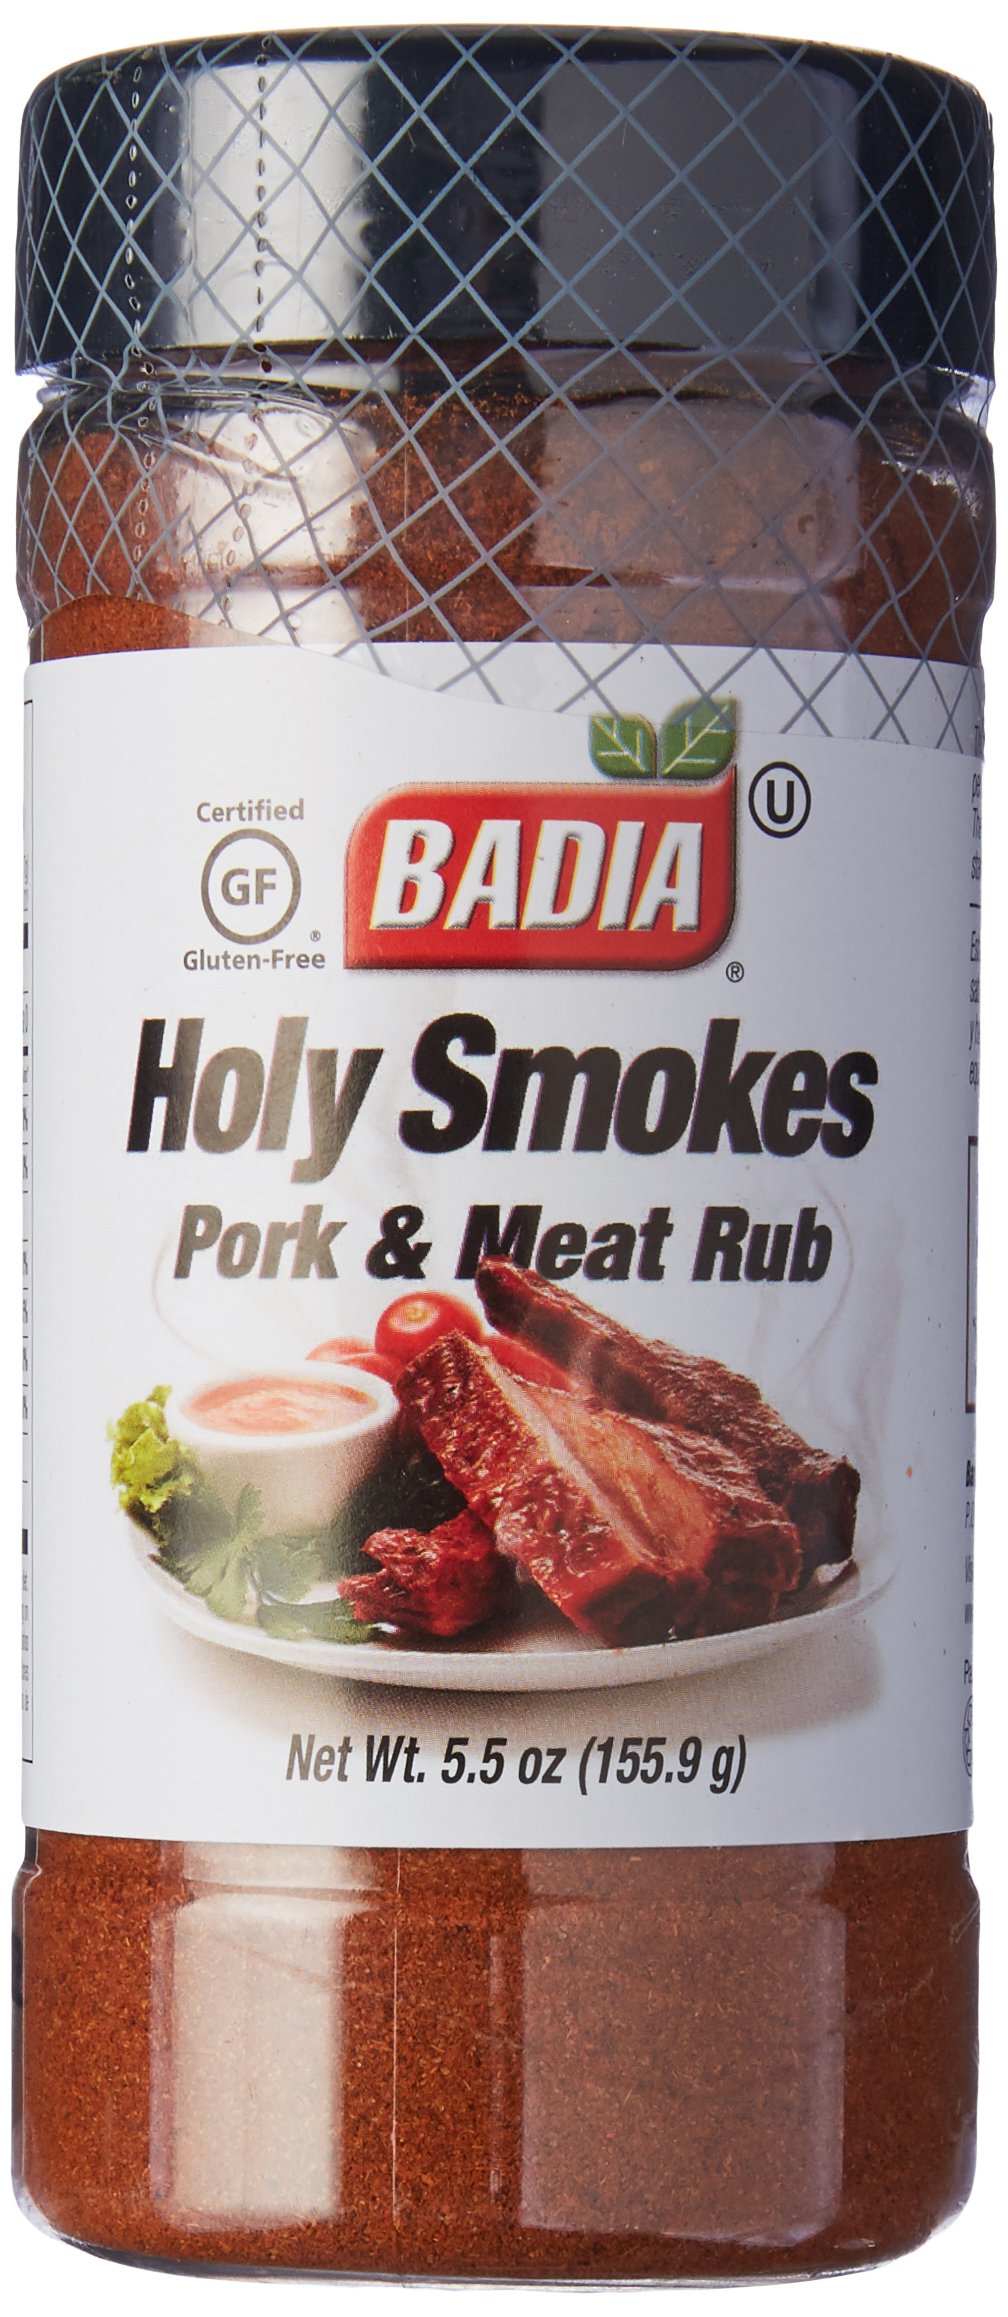 BADIA
®
U
Certified
GF
®
Gluten-Free
Holy Smokes
Pork & Meat Rub
Net Wt. 5.5 oz (155.9 g)